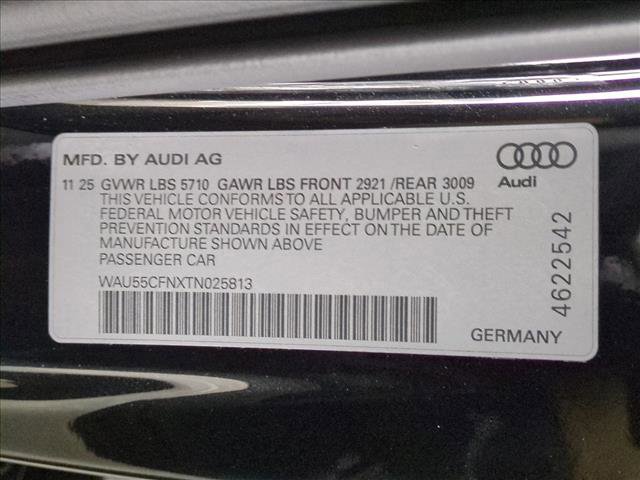 MFD. BY AUDI AG
Audi
11 25 GVWR LBS 5710 GAWR LBS FRONT 2921 /REAR 3009
THIS VEHICLE CONFORMS TO ALL APPLICABLE U.S.
FEDERAL MOTOR VEHICLE SAFETY, BUMPER AND THEFT
PREVENTION STANDARDS IN EFFECT ON THE DATE OF
MANUFACTURE SHOWN ABOVE
PASSENGER CAR
WAU55CFNXTN025813
4622542
GERMANY